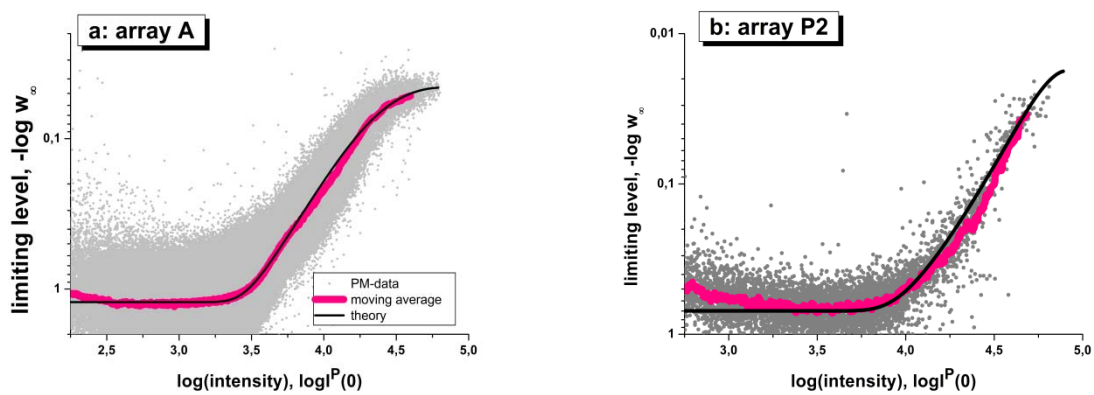 a: array A
limiting level, -log w∞
0,1
1
PM-data
moving average
theory
2,5 3,0 3,5 4,0 4,5 5,0
log(intensity), logI^P(0)
b: array P2
limiting level, -log w∞
0,01
0,1
1
3,0 3,5 4,0 4,5 5,0
log(intensity), logI^P(0)